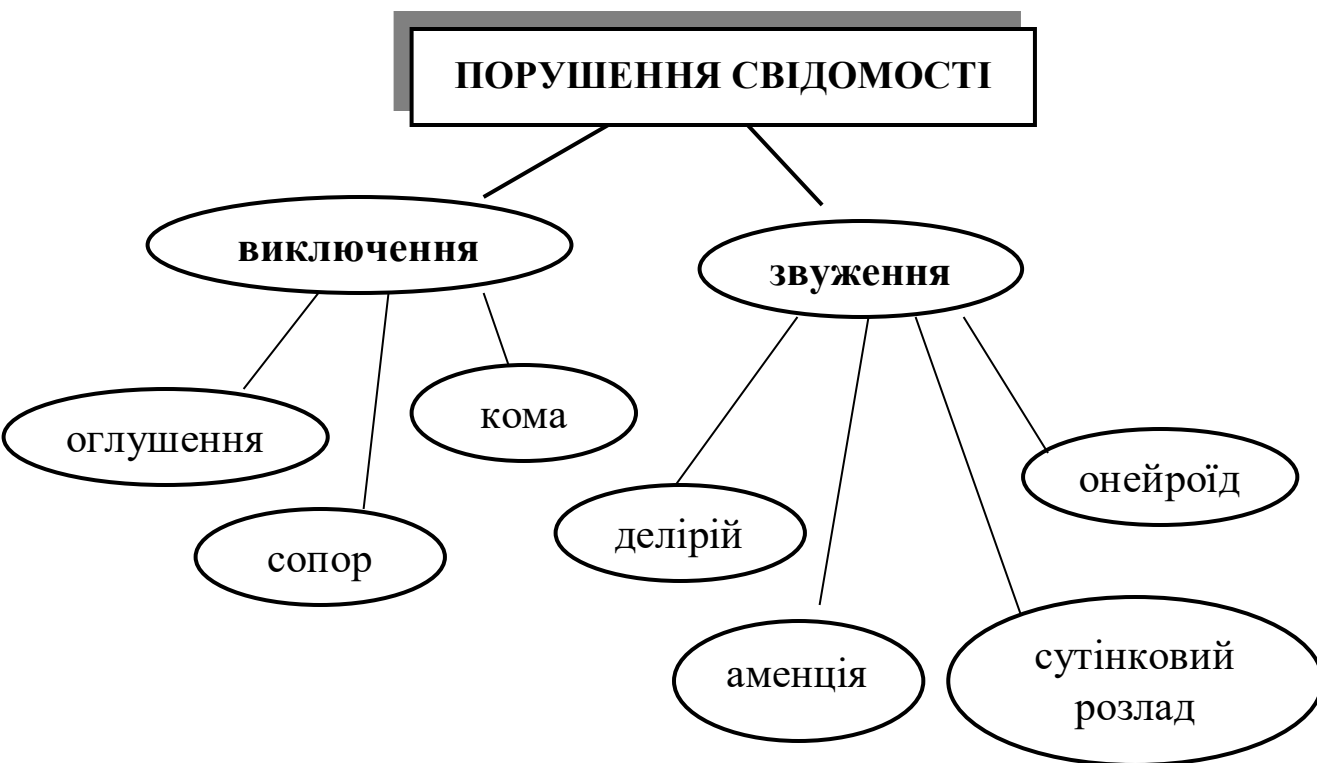 ПОРУШЕННЯ СВІДОМОСТІ
виключення
звуження
оглушення
сопор
кома
делірій
аменція
сутінковий
розлад
онейроїд